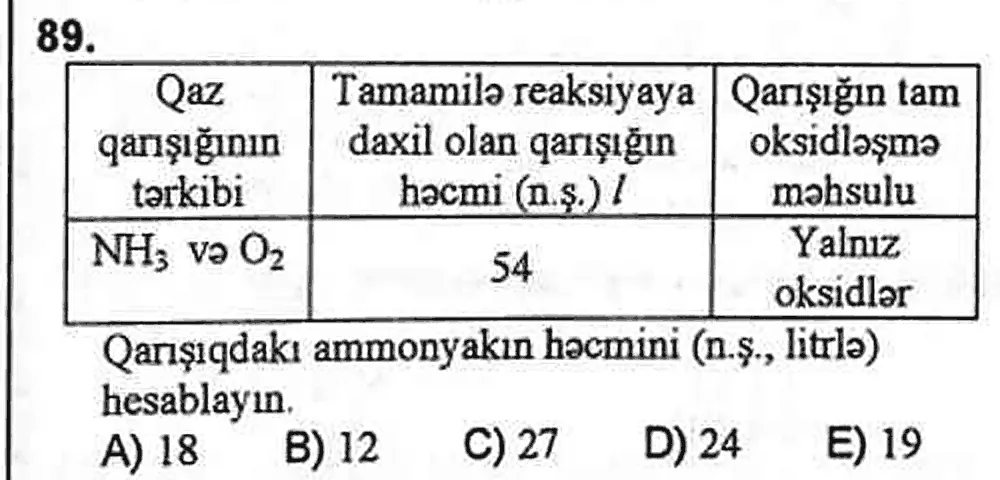 89.
Qaz qarışığının tərkibi
Tamamilə reaksiyaya daxil olan qarışığın həcmi (n.ş.) l
Qarışığın tam oksidləşmə məhsulu
NH₃ və O₂
54
Yalnız oksidlər
Qarışıqdakı ammonyakın həcmini (n.ş., litrlə)
hesablayın.
A) 18 B) 12 C) 27 D) 24 E) 19